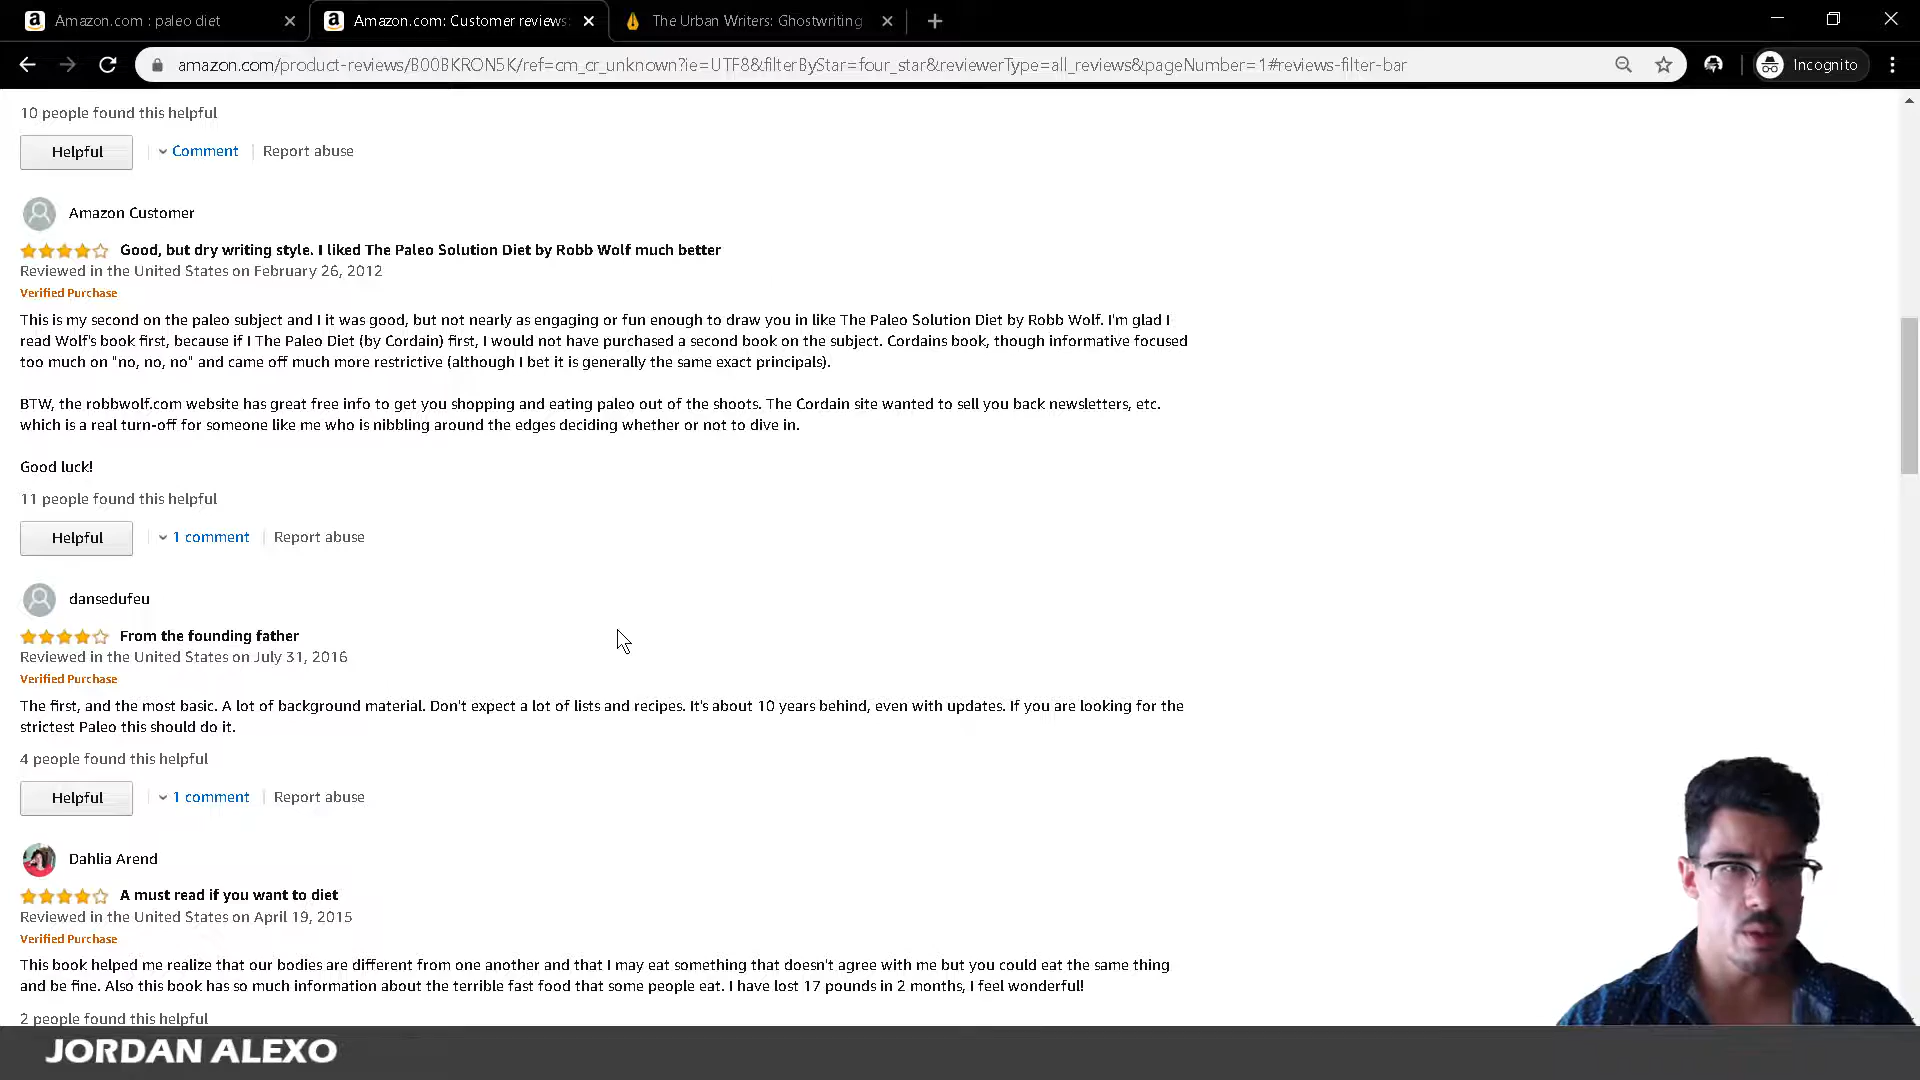 Amazon.com : paleo diet
Amazon.com: Customer reviews:
The Urban Writers: Ghostwriting
amazon.com/product-reviews/B00BKRON5K/ref=cm_cr_unknown?ie=UTF8&filterByStar=four_star&reviewerType=all_reviews&pageNumber=1#reviews-filter-bar
Incognito
10 people found this helpful
Helpful
Comment
Report abuse
Amazon Customer
Good, but dry writing style. I liked The Paleo Solution Diet by Robb Wolf much better
Reviewed in the United States on February 26, 2012
Verified Purchase
This is my second on the paleo subject and I it was good, but not nearly as engaging or fun enough to draw you in like The Paleo Solution Diet by Robb Wolf. I'm glad I
read Wolf's book first, because if I The Paleo Diet (by Cordain) first, I would not have purchased a second book on the subject. Cordains book, though informative focused
too much on "no, no, no" and came off much more restrictive (although I bet it is generally the same exact principals).
BTW, the robbwolf.com website has great free info to get you shopping and eating paleo out of the shoots. The Cordain site wanted to sell you back newsletters, etc.
which is a real turn-off for someone like me who is nibbling around the edges deciding whether or not to dive in.
Good luck!
11 people found this helpful
Helpful
1 comment
Report abuse
dansedufeu
From the founding father
Reviewed in the United States on July 31, 2016
Verified Purchase
The first, and the most basic. A lot of background material. Don't expect a lot of lists and recipes. It's about 10 years behind, even with updates. If you are looking for the
strictest Paleo this should do it.
4 people found this helpful
Helpful
1 comment
Report abuse
Dahlia Arend
A must read if you want to diet
Reviewed in the United States on April 19, 2015
Verified Purchase
This book helped me realize that our bodies are different from one another and that I may eat something that doesn't agree with me but you could eat the same thing
and be fine. Also this book has so much information about the terrible fast food that some people eat. I have lost 17 pounds in 2 months, I feel wonderful!
2 people found this helpful
JORDAN ALEXO